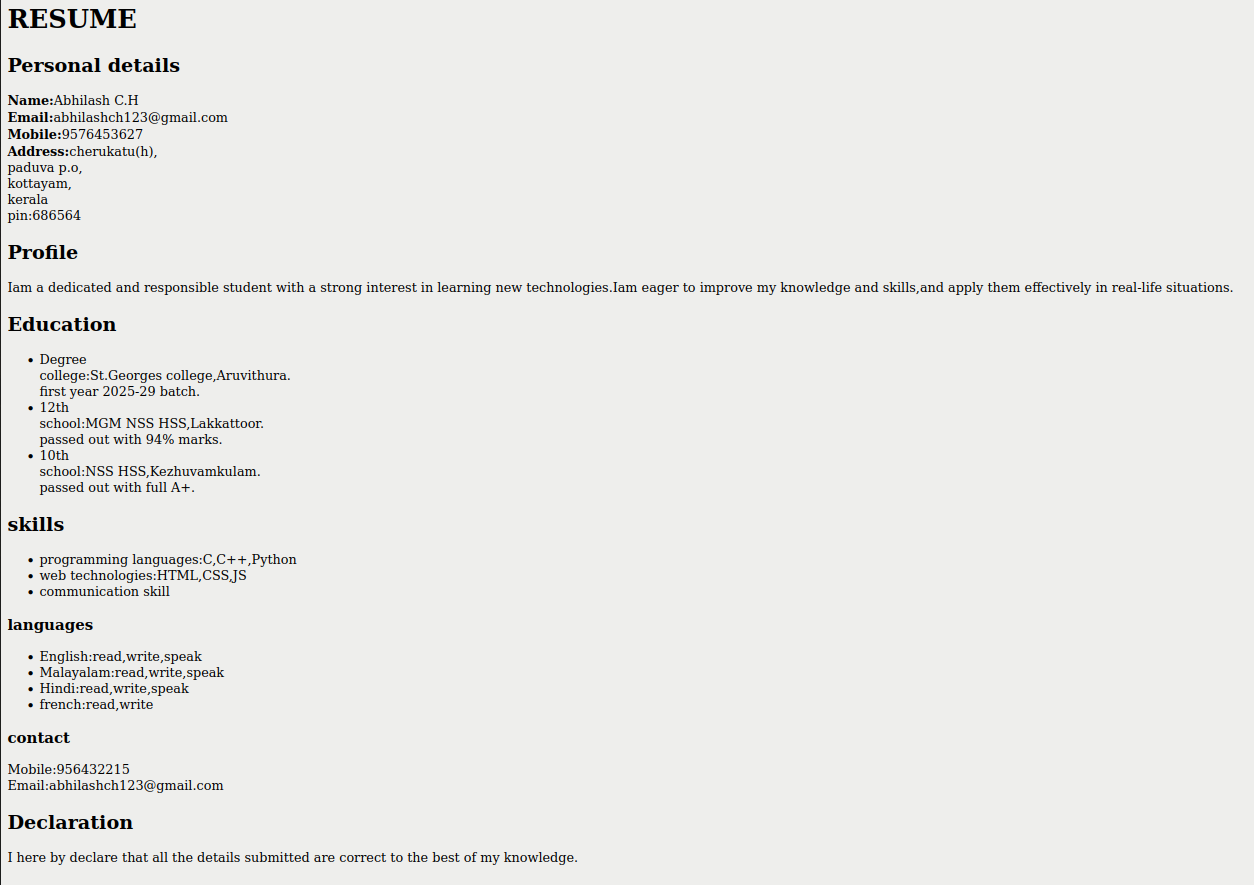 RESUME
Personal details
Name:Abhilash C.H
Email:abhilashch123@gmail.com
Mobile:9576453627
Address:cherukatu(h),
paduva p.o,
kottayam,
kerala
pin:686564
Profile
Iam a dedicated and responsible student with a strong interest in learning new technologies.Iam eager to improve my knowledge and skills,and apply them effectively in real-life situations.
Education
• Degree
college:St.Georges college,Aruvithura.
first year 2025-29 batch.
• 12th
school:MGM NSS HSS,Lakkattoor.
passed out with 94% marks.
• 10th
school:NSS HSS,Kezhuvamkulam.
passed out with full A+.
skills
• programming languages:C,C++,Python
• web technologies:HTML,CSS,JS
• communication skill
languages
• English:read,write,speak
• Malayalam:read,write,speak
• Hindi:read,write,speak
• french:read,write
contact
Mobile:956432215
Email:abhilashch123@gmail.com
Declaration
I here by declare that all the details submitted are correct to the best of my knowledge.